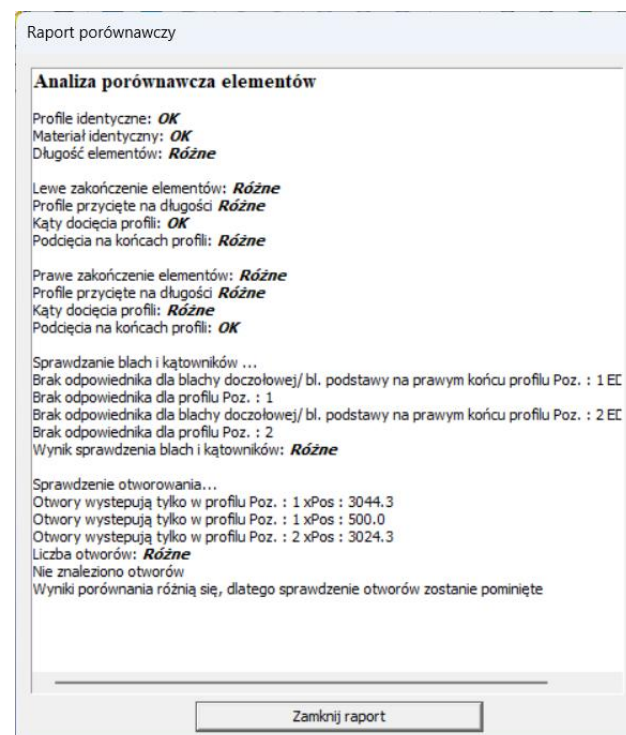 Raport porównawczy
Analiza porównawcza elementów
Profile identyczne: OK
Materiał identyczny: OK
Długość elementów: Różne
Lewe zakończenie elementów: Różne
Profile przycięte na długości Różne
Kąty docięcia profili: OK
Podcięcia na końcach profili: Różne
Prawe zakończenie elementów: Różne
Profile przycięte na długości Różne
Kąty docięcia profili: Różne
Podcięcia na końcach profili: OK
Sprawdzanie blach i kątowników ...
Brak odpowiednika dla blachy doczołowej/ bl. podstawy na prawym końcu profilu Poz. : 1
Brak odpowiednika dla profilu Poz. : 1
Brak odpowiednika dla blachy doczołowej/ bl. podstawy na prawym końcu profilu Poz. : 2
Brak odpowiednika dla profilu Poz. : 2
Wynik sprawdzenia blach i kątowników: Różne
Sprawdzenie otworowania...
Otwory wystepują tylko w profilu Poz. : 1 xPos : 3044.3
Otwory wystepują tylko w profilu Poz. : 1 xPos : 500.0
Otwory wystepują tylko w profilu Poz. : 2 xPos : 3024.3
Liczba otworów: Różne
Nie znaleziono otworów
Wyniki porównania różnią się, dlatego sprawdzenie otworów zostanie pominięte
Zamknij raport